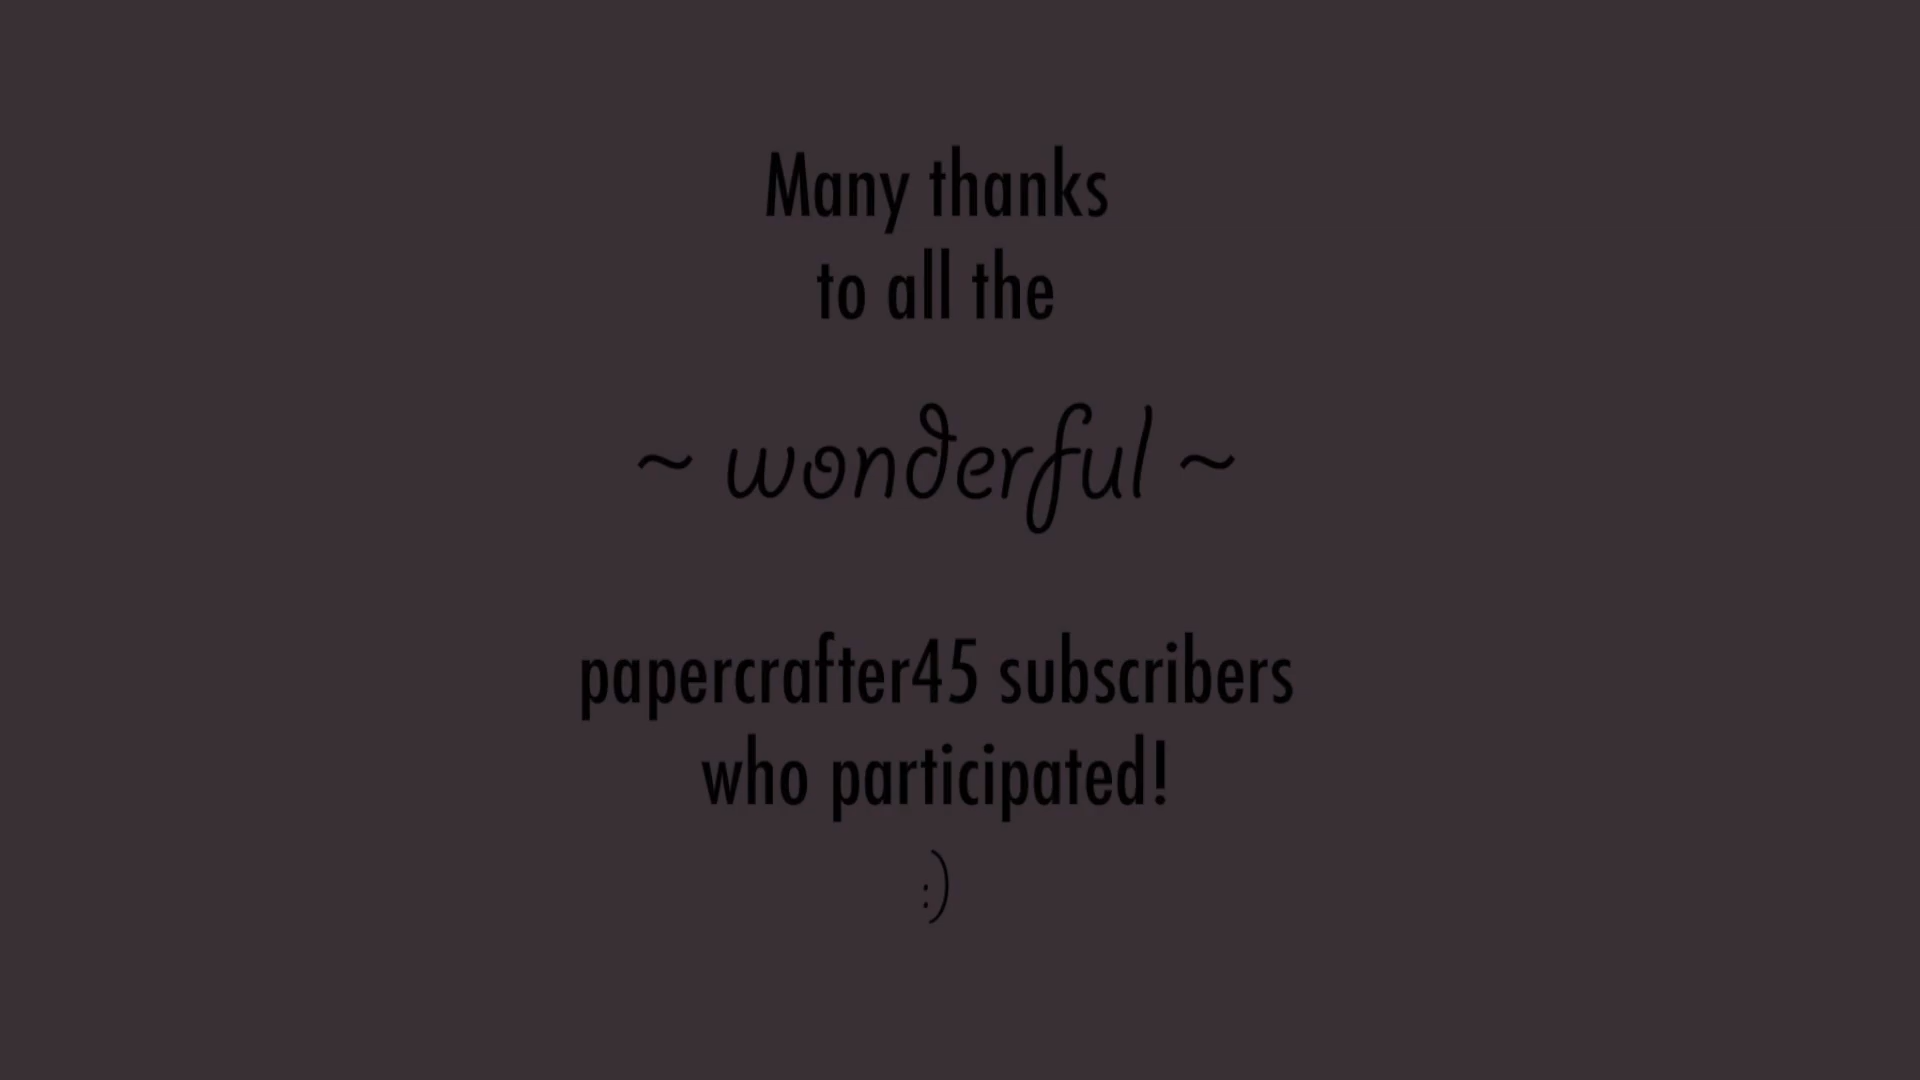 Many thanks
to all the
~ wonderful ~
papercrafter45 subscribers
who participated!
:)